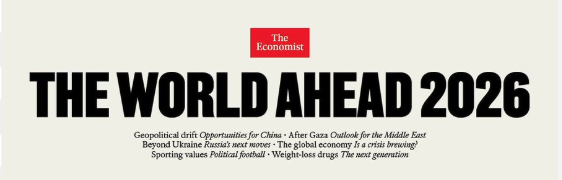 The
Economist
THE WORLD AHEAD 2026
Geopolitical drift Opportunities for China · After Gaza Outlook for the Middle East
Beyond Ukraine Russia's next moves · The global economy Is a crisis brewing?
Sporting values Political football · Weight-loss drugs The next generation